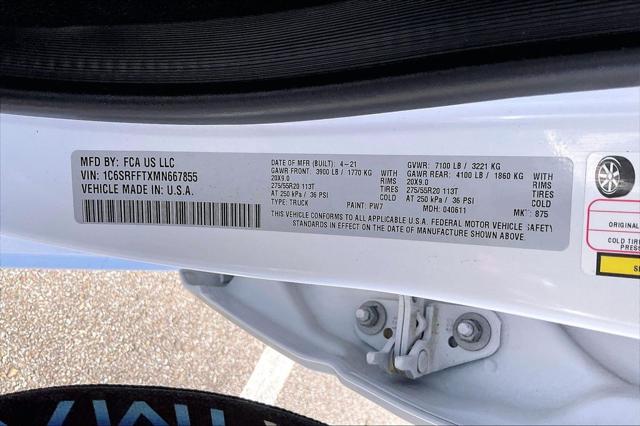 MFD BY: FCA US LLC
VIN: 1C6SRFFTXMN667855
VEHICLE MADE IN U.S.A.
DATE OF MFR (BUILT): 4-21
GAWR FRONT: 3900 LB / 1770 KG WITH
20X9.0 RIMS
275/55R20 113T TIRES
AT 250 kPa / 36 PSI COLD
TYPE: TRUCK PAINT: PW7
GVWR: 7100 LB / 3221 KG
GAWR REAR: 4100 LB / 1860 KG WITH
20X9.0 RIMS
275/55R20 113T TIRES
AT 250 kPa / 36 PSI COLD
MDH: 040611 MK: 875
THIS VEHICLE CONFORMS TO ALL APPLICABLE U.S.A. FEDERAL MOTOR VEHICLE SAFETY
STANDARDS IN EFFECT ON THE DATE OF MANUFACTURE SHOWN ABOVE.
ORIGINAL
COLD TIRE
PRESS